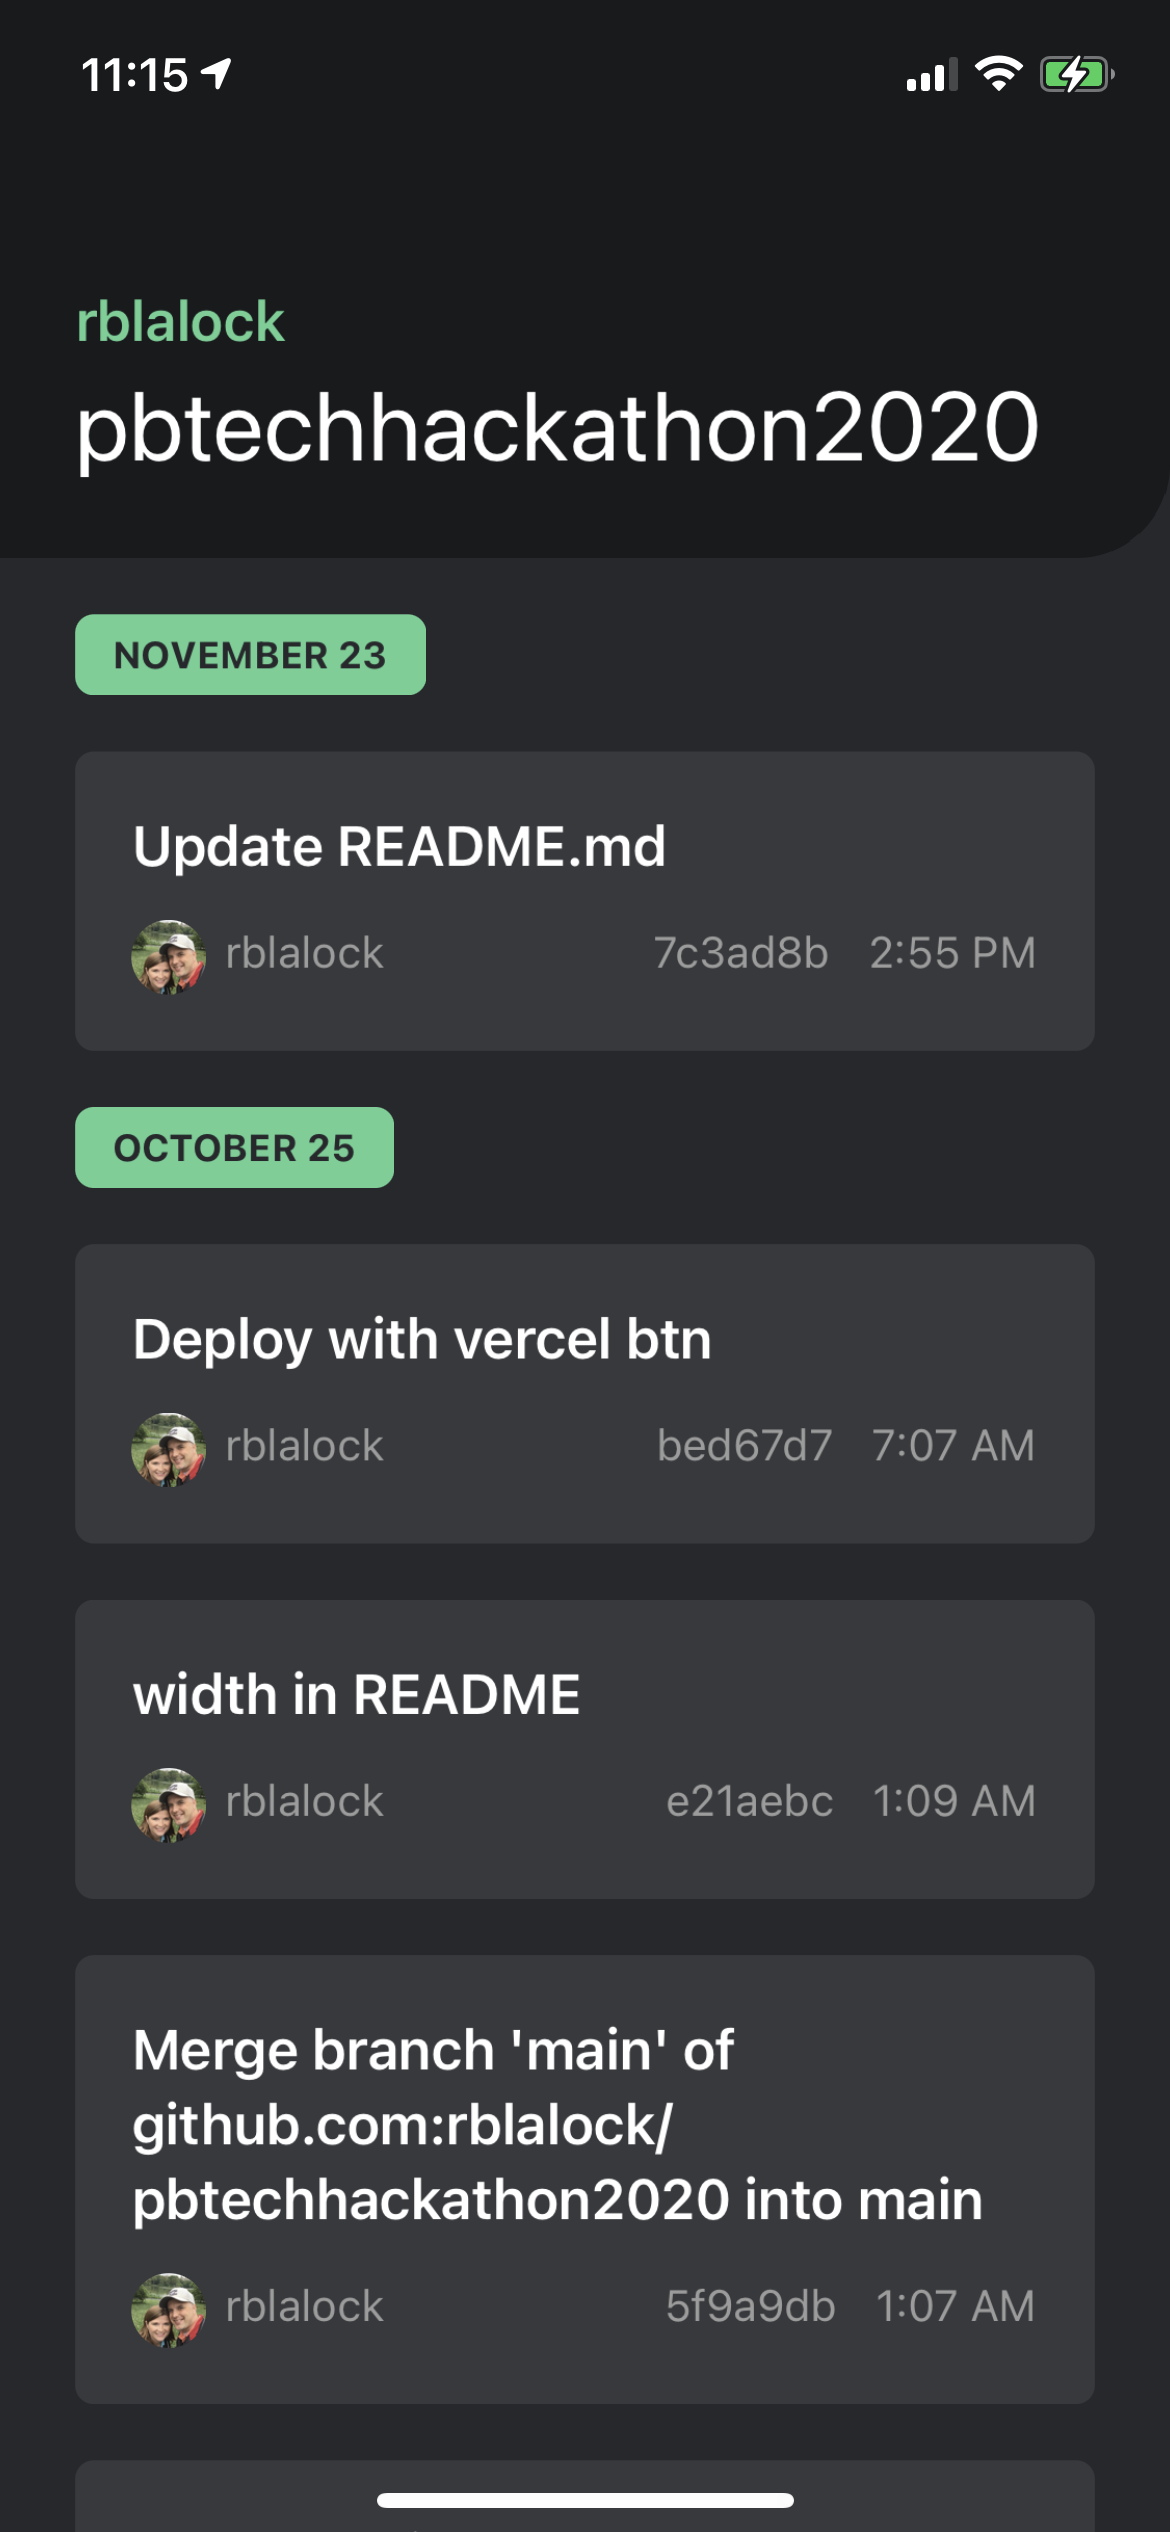 11:15
rblalock
pbtechhackathon2020
NOVEMBER 23
Update README.md
rblalock 7c3ad8b 2:55 PM
OCTOBER 25
Deploy with vercel btn
rblalock bed67d7 7:07 AM
width in README
rblalock e21aebc 1:09 AM
Merge branch 'main' of
github.com:rblalock/
pbtechhackathon2020 into main
rblalock 5f9a9db 1:07 AM